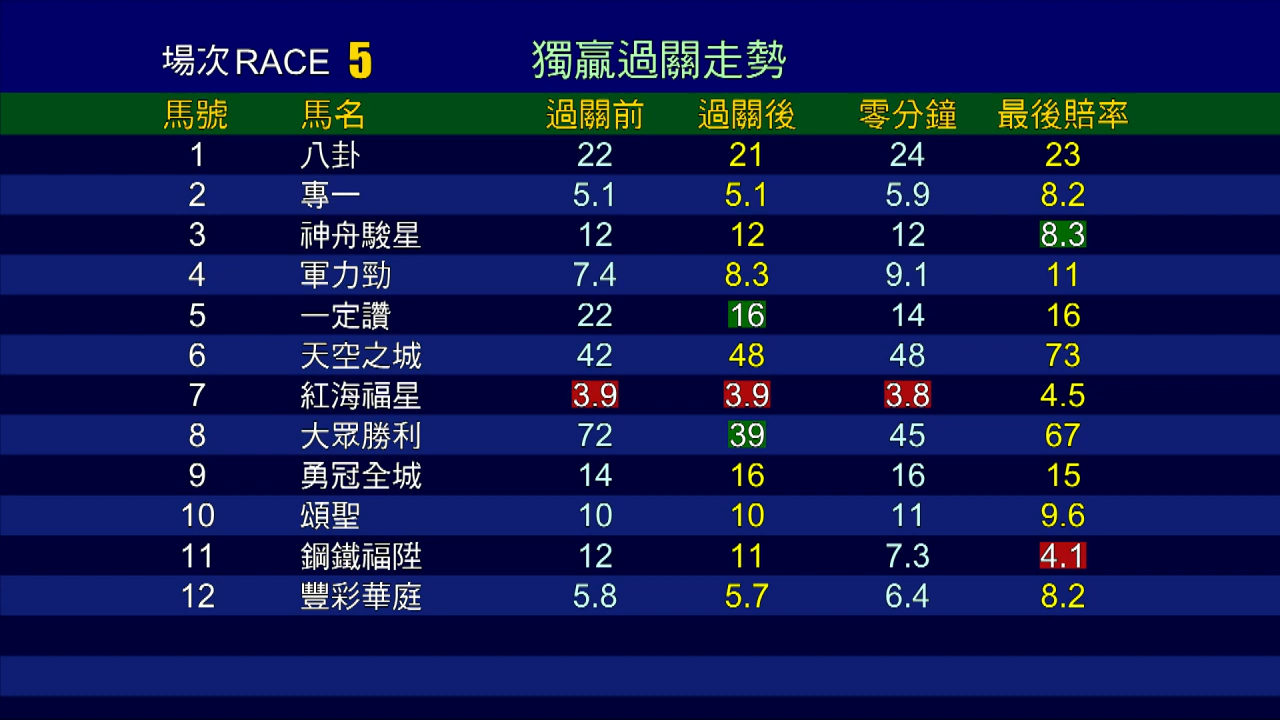 場次RACE 5 獨贏過關走勢
馬號 馬名 過關前 過關後 零分鐘 最後賠率
1 八卦 22 21 24 23
2 專一 5.1 5.1 5.9 8.2
3 神舟駿星 12 12 12 8.3
4 軍力勁 7.4 8.3 9.1 11
5 一定讚 22 16 14 16
6 天空之城 42 48 48 73
7 紅海福星 3.9 3.9 3.8 4.5
8 大眾勝利 72 39 45 67
9 勇冠全城 14 16 16 15
10 頌聖 10 10 11 9.6
11 鋼鐵福陞 12 11 7.3 4.1
12 豐彩華庭 5.8 5.7 6.4 8.2